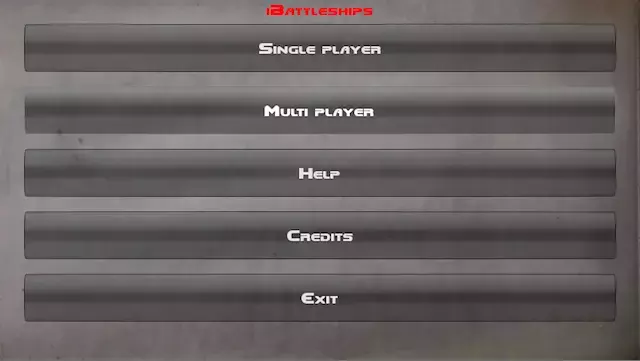 iBattleships
Single player
Multi player
Help
Credits
Exit